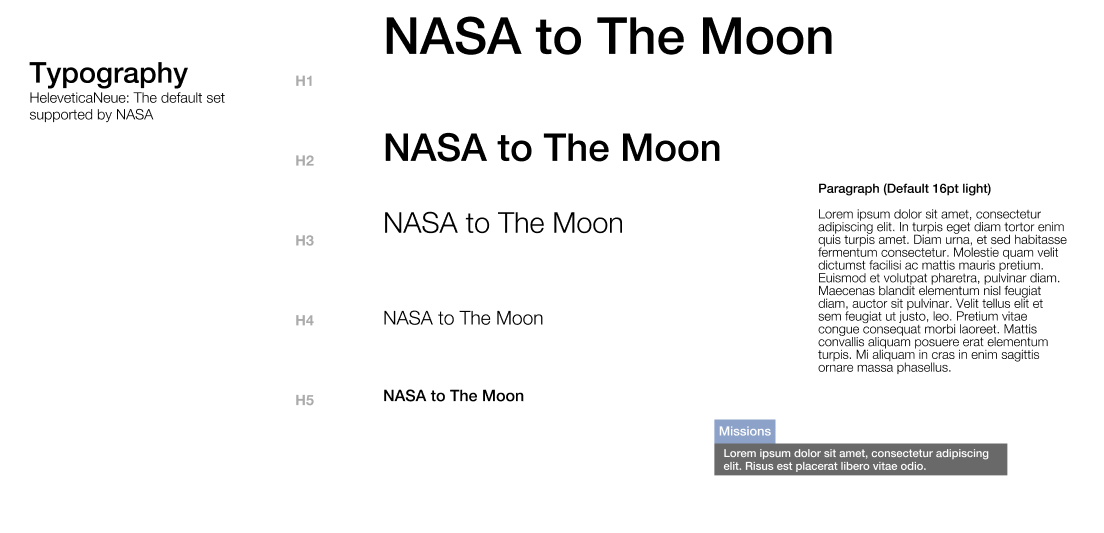 Typography
HeleveticaNeue: The default set
supported by NASA
H1
NASA to The Moon
H2
NASA to The Moon
H3
NASA to The Moon
H4
NASA to The Moon
H5
NASA to The Moon
Paragraph (Default 16pt light)
Lorem ipsum dolor sit amet, consectetur
adipiscing elit. In turpis eget diam tortor enim
quis turpis amet. Diam urna, et sed habitasse
fermentum consectetur. Molestie quam velit
dictumst facilisi ac mattis mauris pretium.
Euismod et volutpat pharetra, pulvinar diam.
Maecenas blandit elementum nisl feugiat
diam, auctor sit pulvinar. Velit tellus elit et
sem feugiat ut justo, leo. Pretium vitae
congue consequat morbi laoreet. Mattis
convallis aliquam posuere erat elementum
turpis. Mi aliquam in cras in enim sagittis
ornare massa phasellus.
Missions
Lorem ipsum dolor sit amet, consectetur adipiscing
elit. Risus est placerat libero vitae odio.